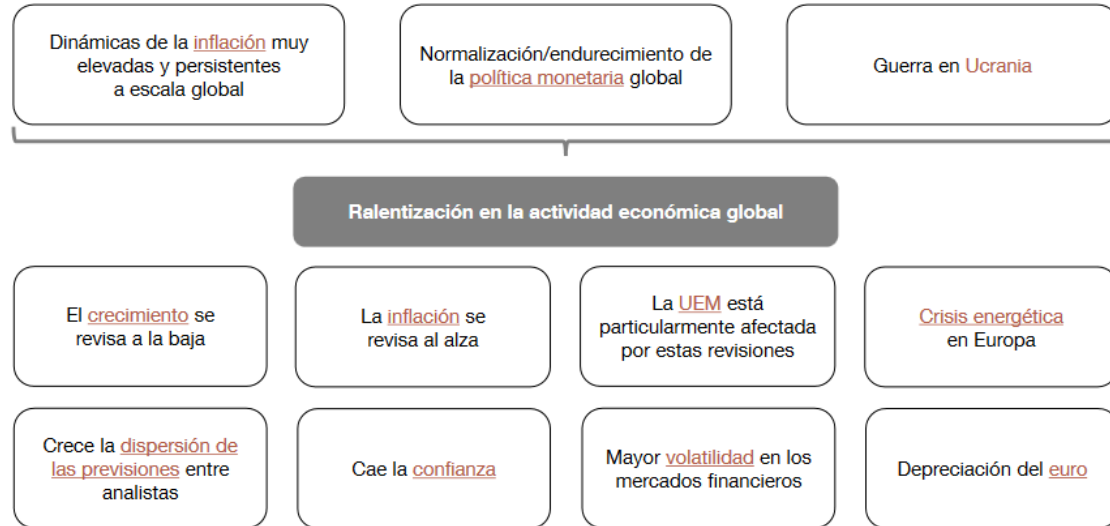 Dinámicas de la inflación muy
elevadas y persistentes
a escala global
Normalización/endurecimiento de
la política monetaria global
Guerra en Ucrania
Ralentización en la actividad económica global
El crecimiento se
revisa a la baja
La inflación se
revisa al alza
La UEM está
particularmente afectada
por estas revisiones
Crisis energética
en Europa
Crece la dispersión de
las previsiones entre
analistas
Cae la confianza
Mayor volatilidad en los
mercados financieros
Depreciación del euro